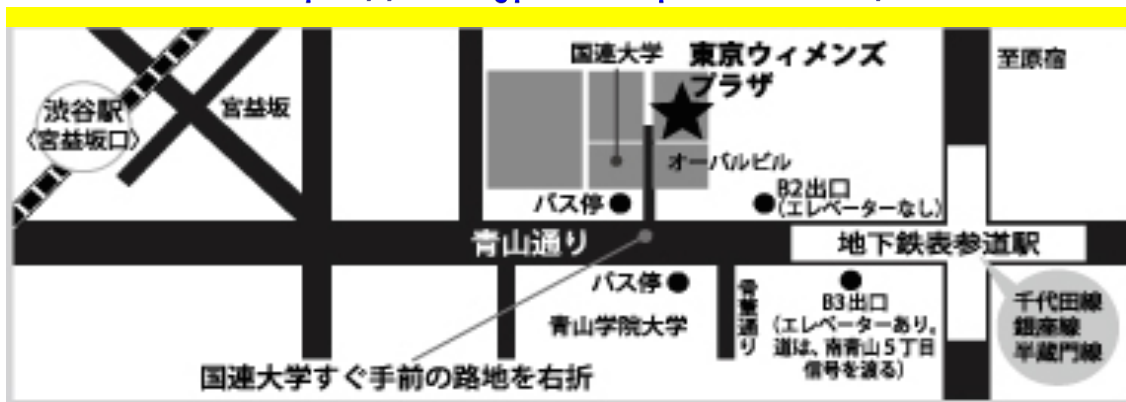 国連大学
東京ウィメンズ
プラザ
至原宿
渋谷駅
〈宮益坂口〉
宮益坂
オーバルビル
バス停
B2出口
(エレベーターなし)
青山通り
地下鉄表参道駅
バス停
青山学院大学
骨董通り
B3出口
(エレベーターあり。
道は、南青山5丁目
信号を渡る)
千代田線
銀座線
半蔵門線
国連大学すぐ手前の路地を右折